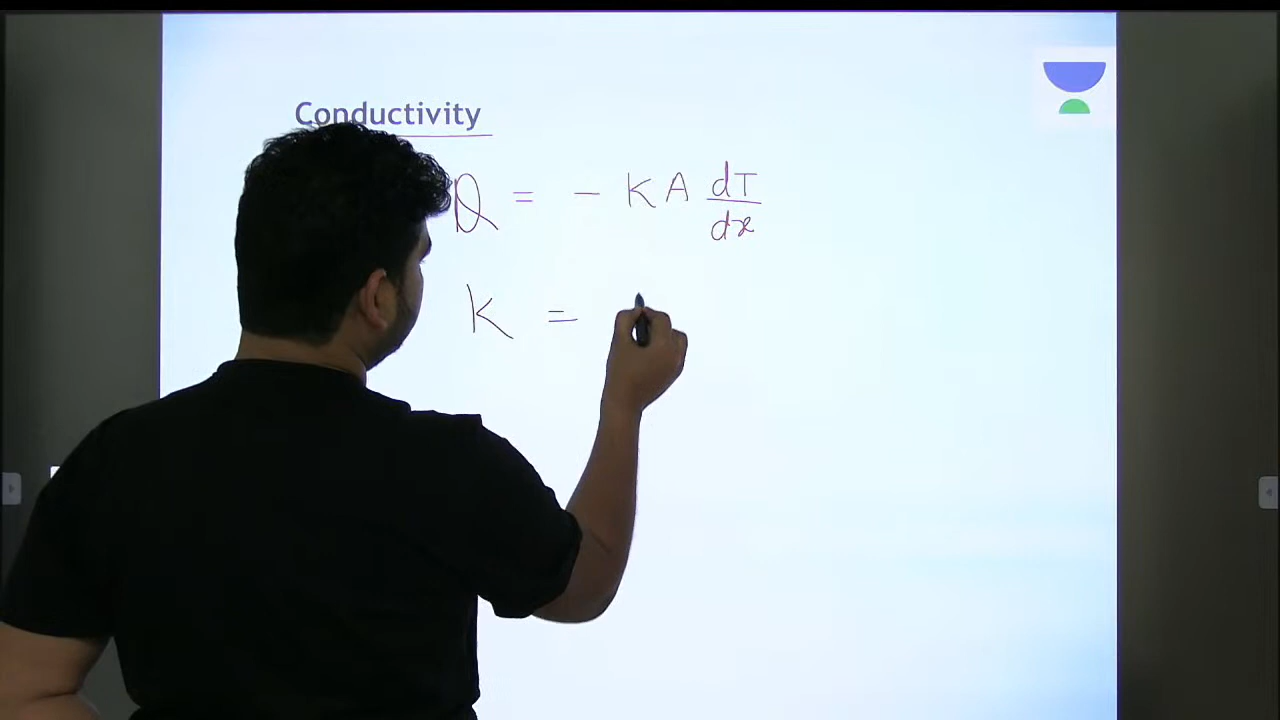 Conductivity
Q = - K A dT/dx
K =